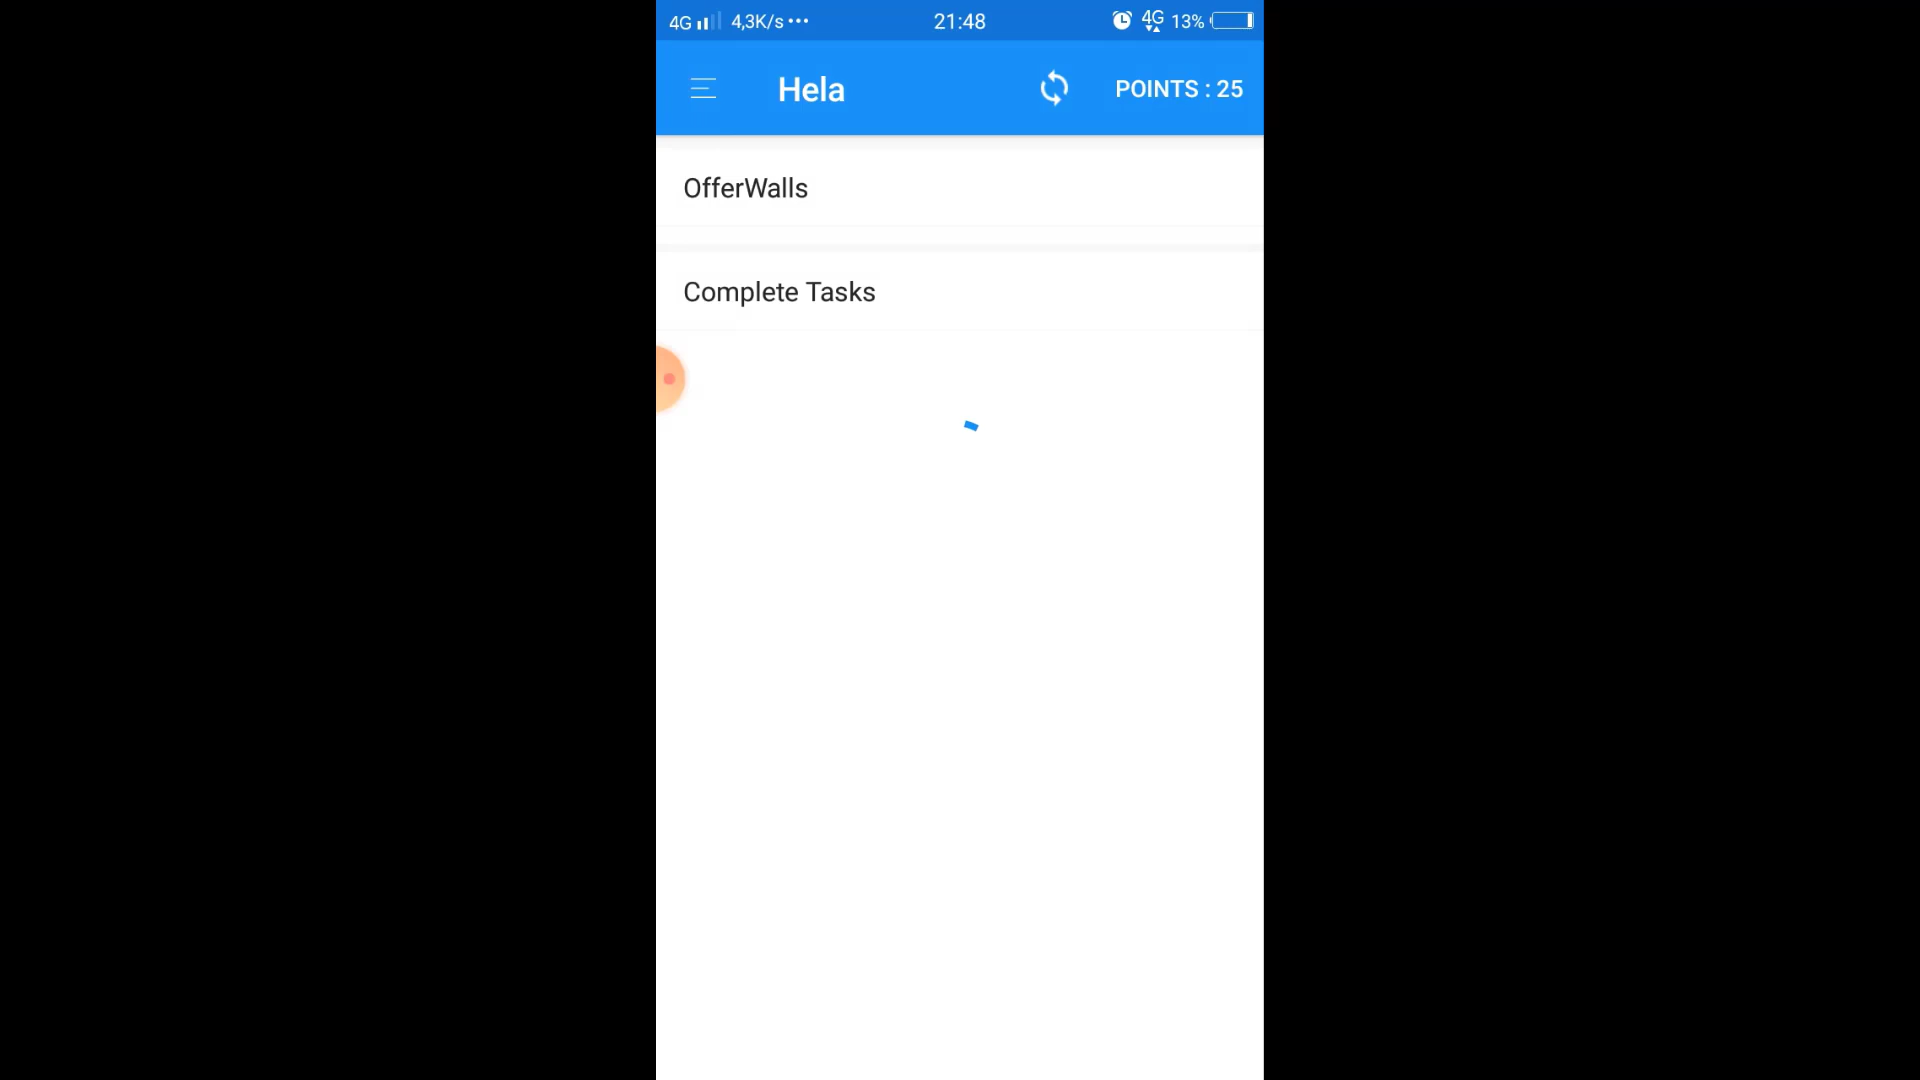 4G 4,3K/s ••• 21:48 4G 13%
Hela POINTS : 25
OfferWalls
Complete Tasks